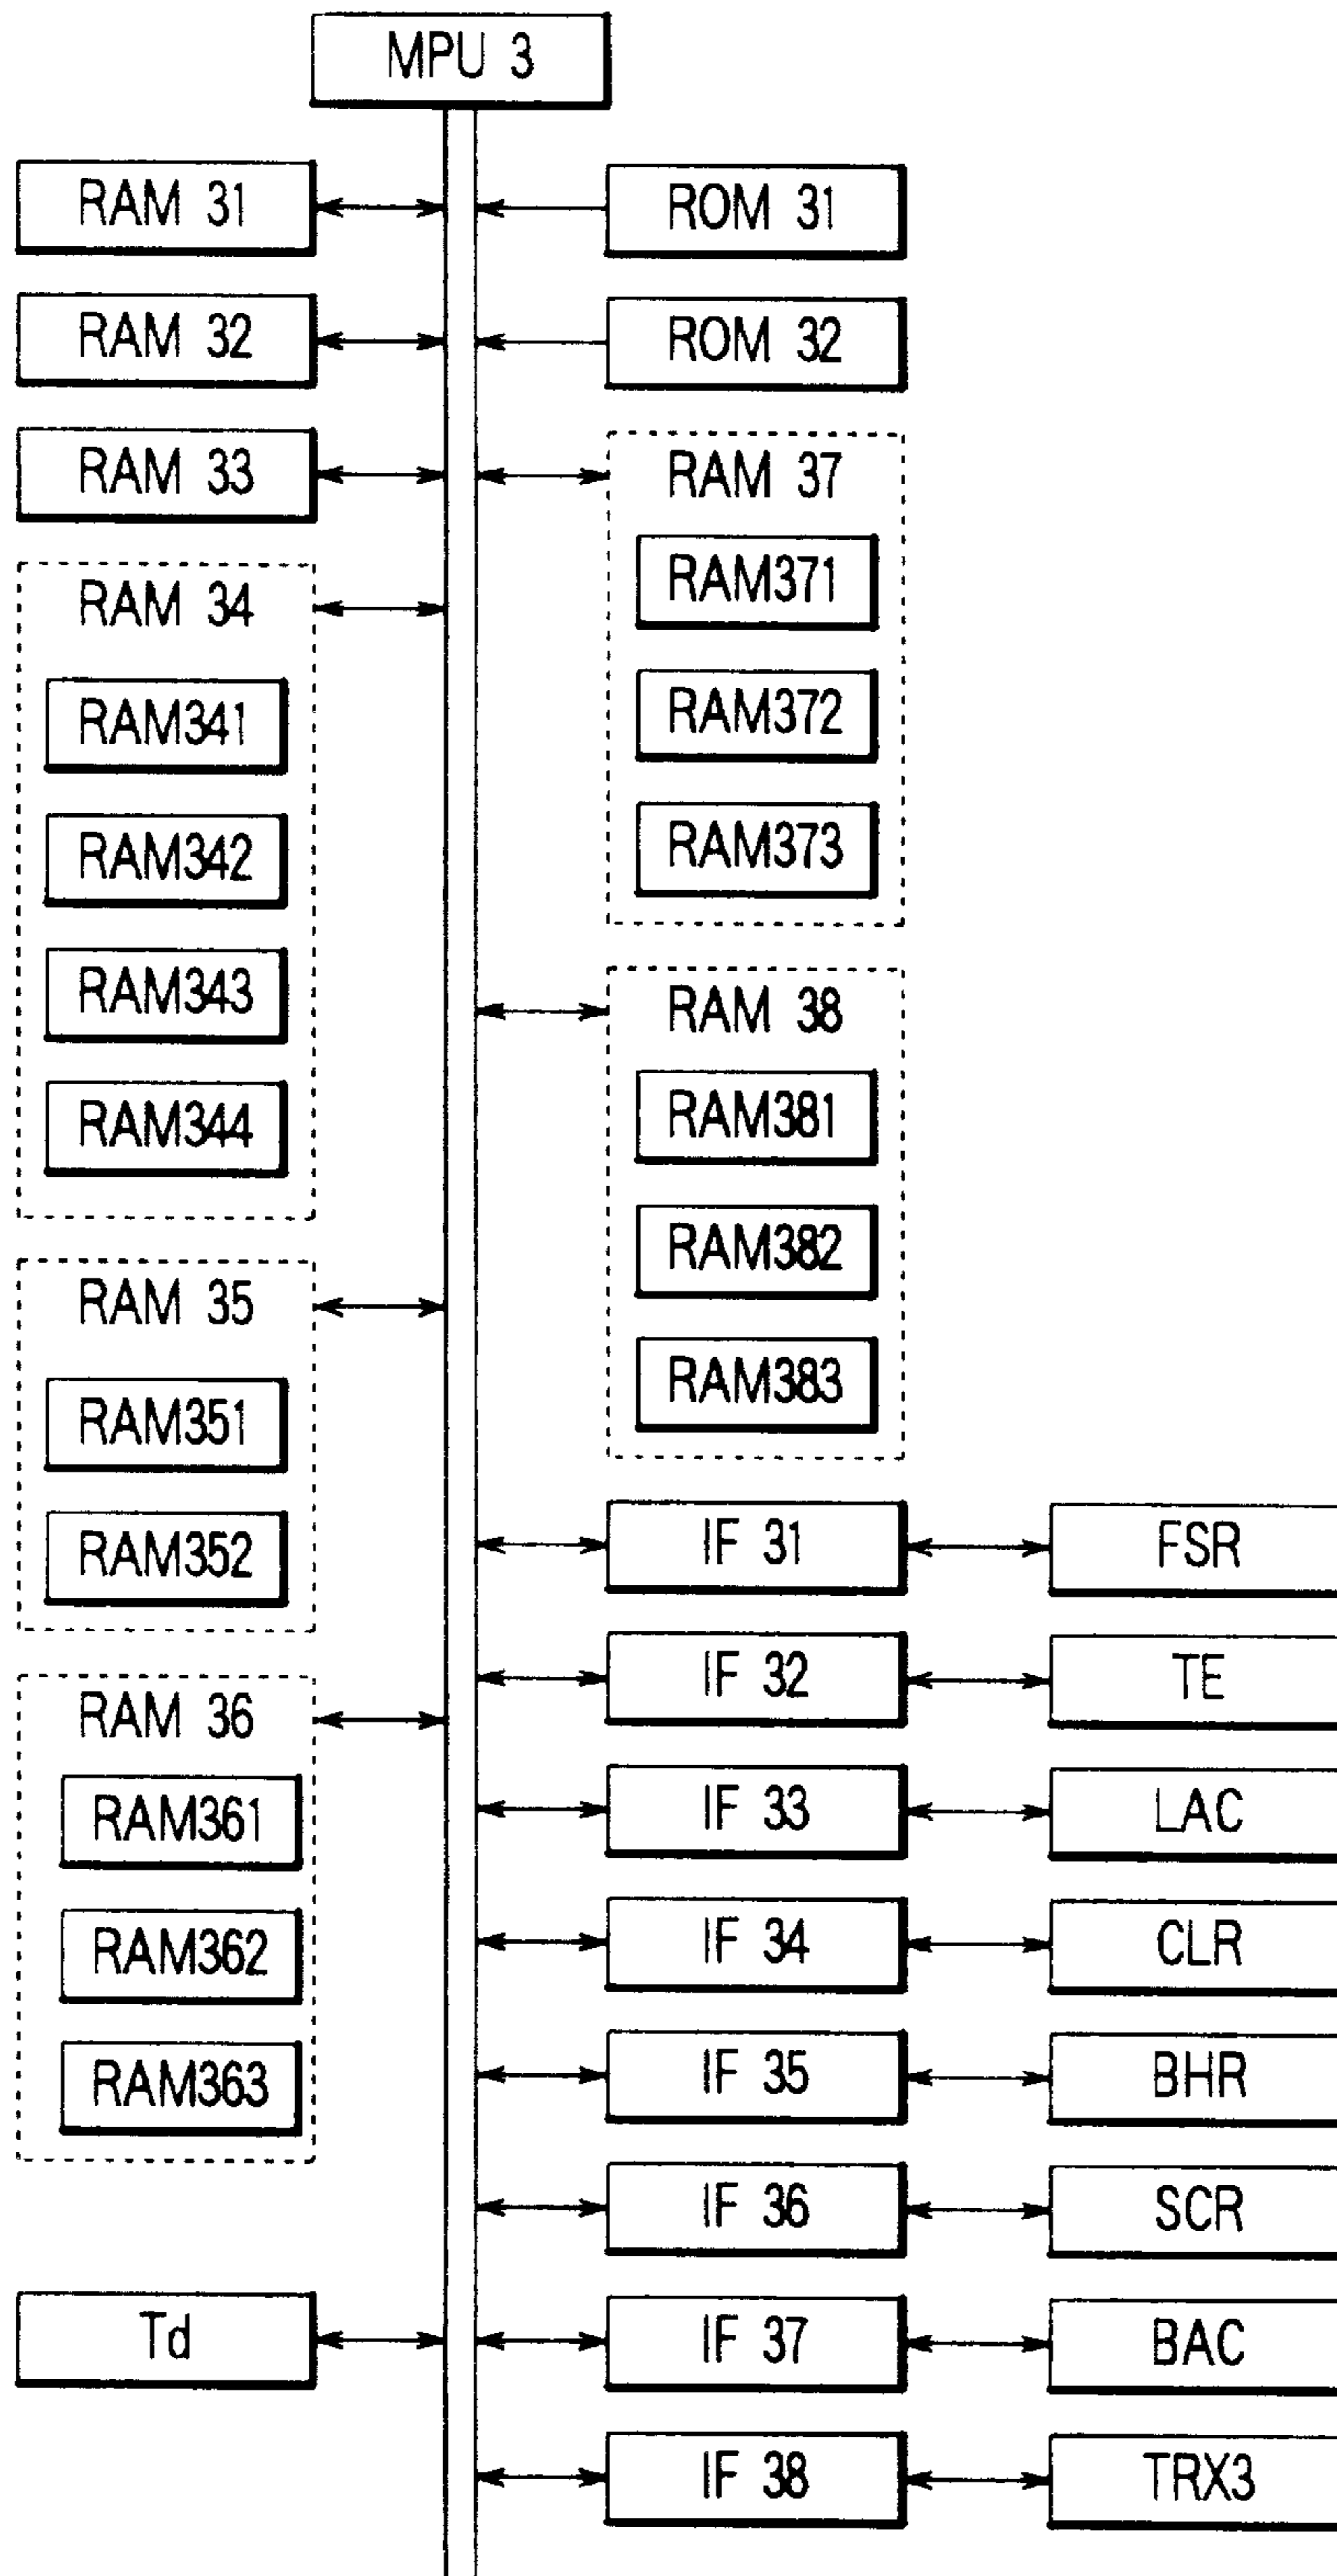 MPU 3
RAM 31
ROM 31
RAM 32
ROM 32
RAM 33
RAM 37
RAM371
RAM372
RAM373
RAM 34
RAM341
RAM342
RAM343
RAM344
RAM 38
RAM381
RAM382
RAM383
RAM 35
RAM351
RAM352
RAM 36
RAM361
RAM362
RAM363
IF 31
FSR
IF 32
TE
IF 33
LAC
IF 34
CLR
IF 35
BHR
IF 36
SCR
Td
IF 37
BAC
IF 38
TRX3